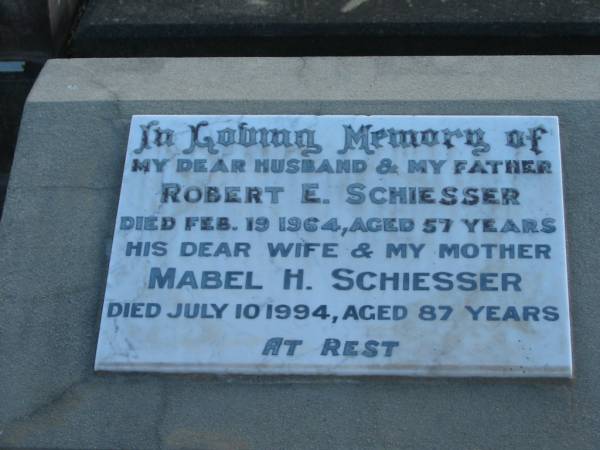 In Loving Memory of
MY DEAR HUSBAND & MY FATHER
ROBERT E. SCHIESSER
DIED FEB. 19 1964, AGED 57 YEARS
HIS DEAR WIFE & MY MOTHER
MABEL H. SCHIESSER
DIED JULY 10 1994, AGED 87 YEARS
AT REST